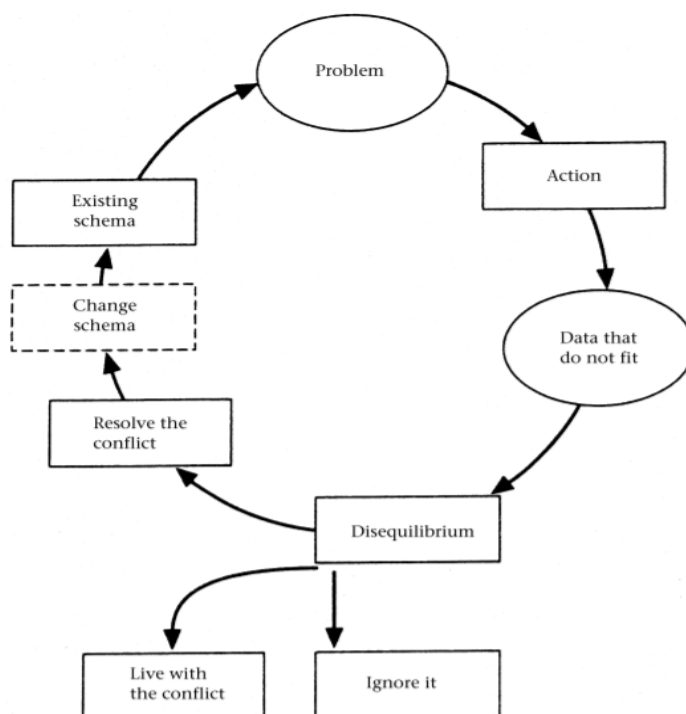 Problem
Action
Existing
schema
Change
schema
Data that
do not fit
Resolve the
conflict
Disequilibrium
Live with
the conflict
Ignore it